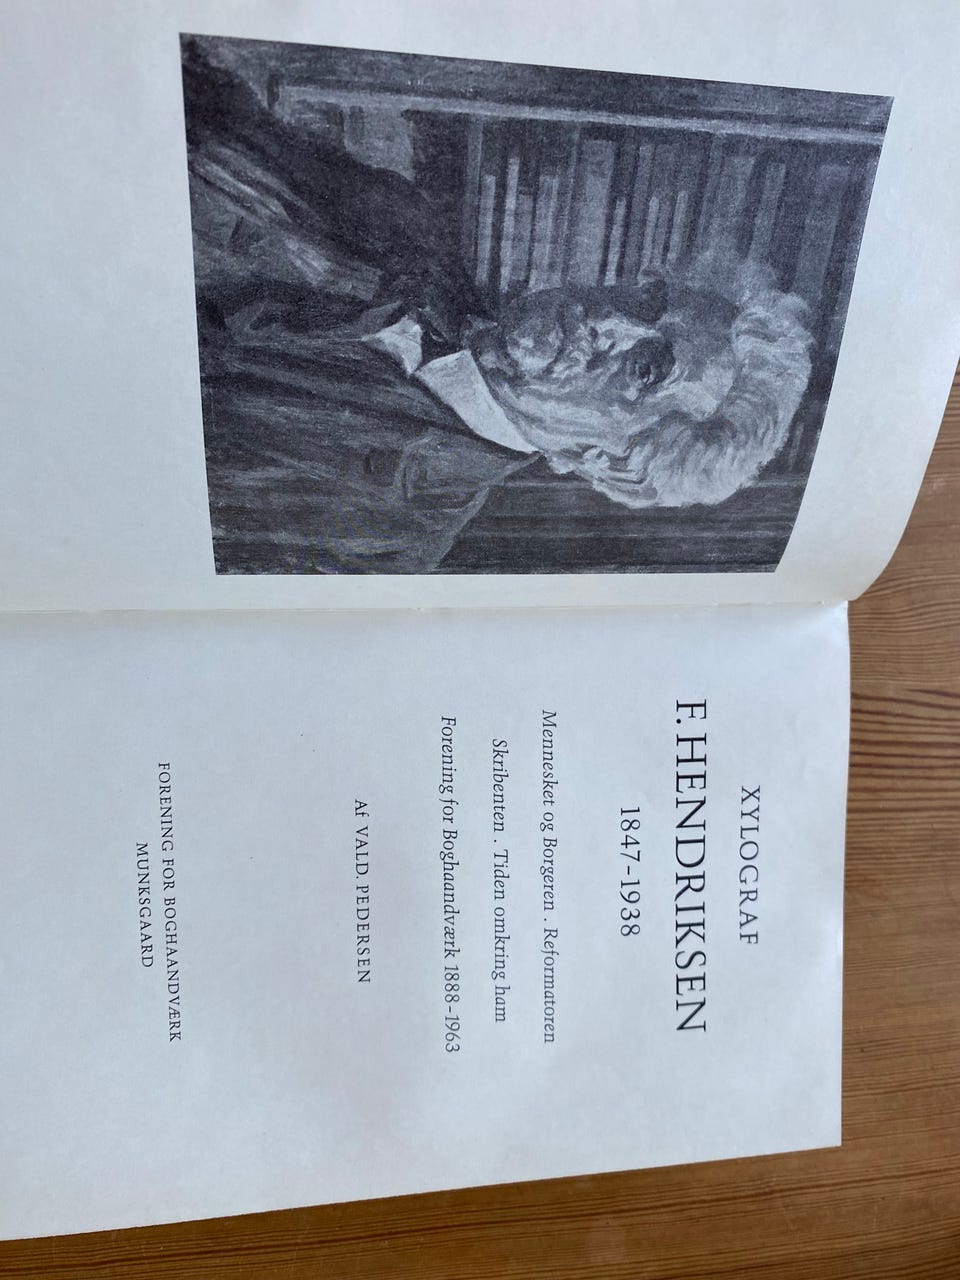 XYLOGRAF
F. HENDRIKSEN
1847-1938
Mennesket og Borgeren . Reformatoren
Skribenten . Tiden omkring ham
Forening for Boghaandværk 1888-1963
Af VALD. PEDERSEN
FORENING FOR BOGHAANDVÆRK
MUNKSGAARD